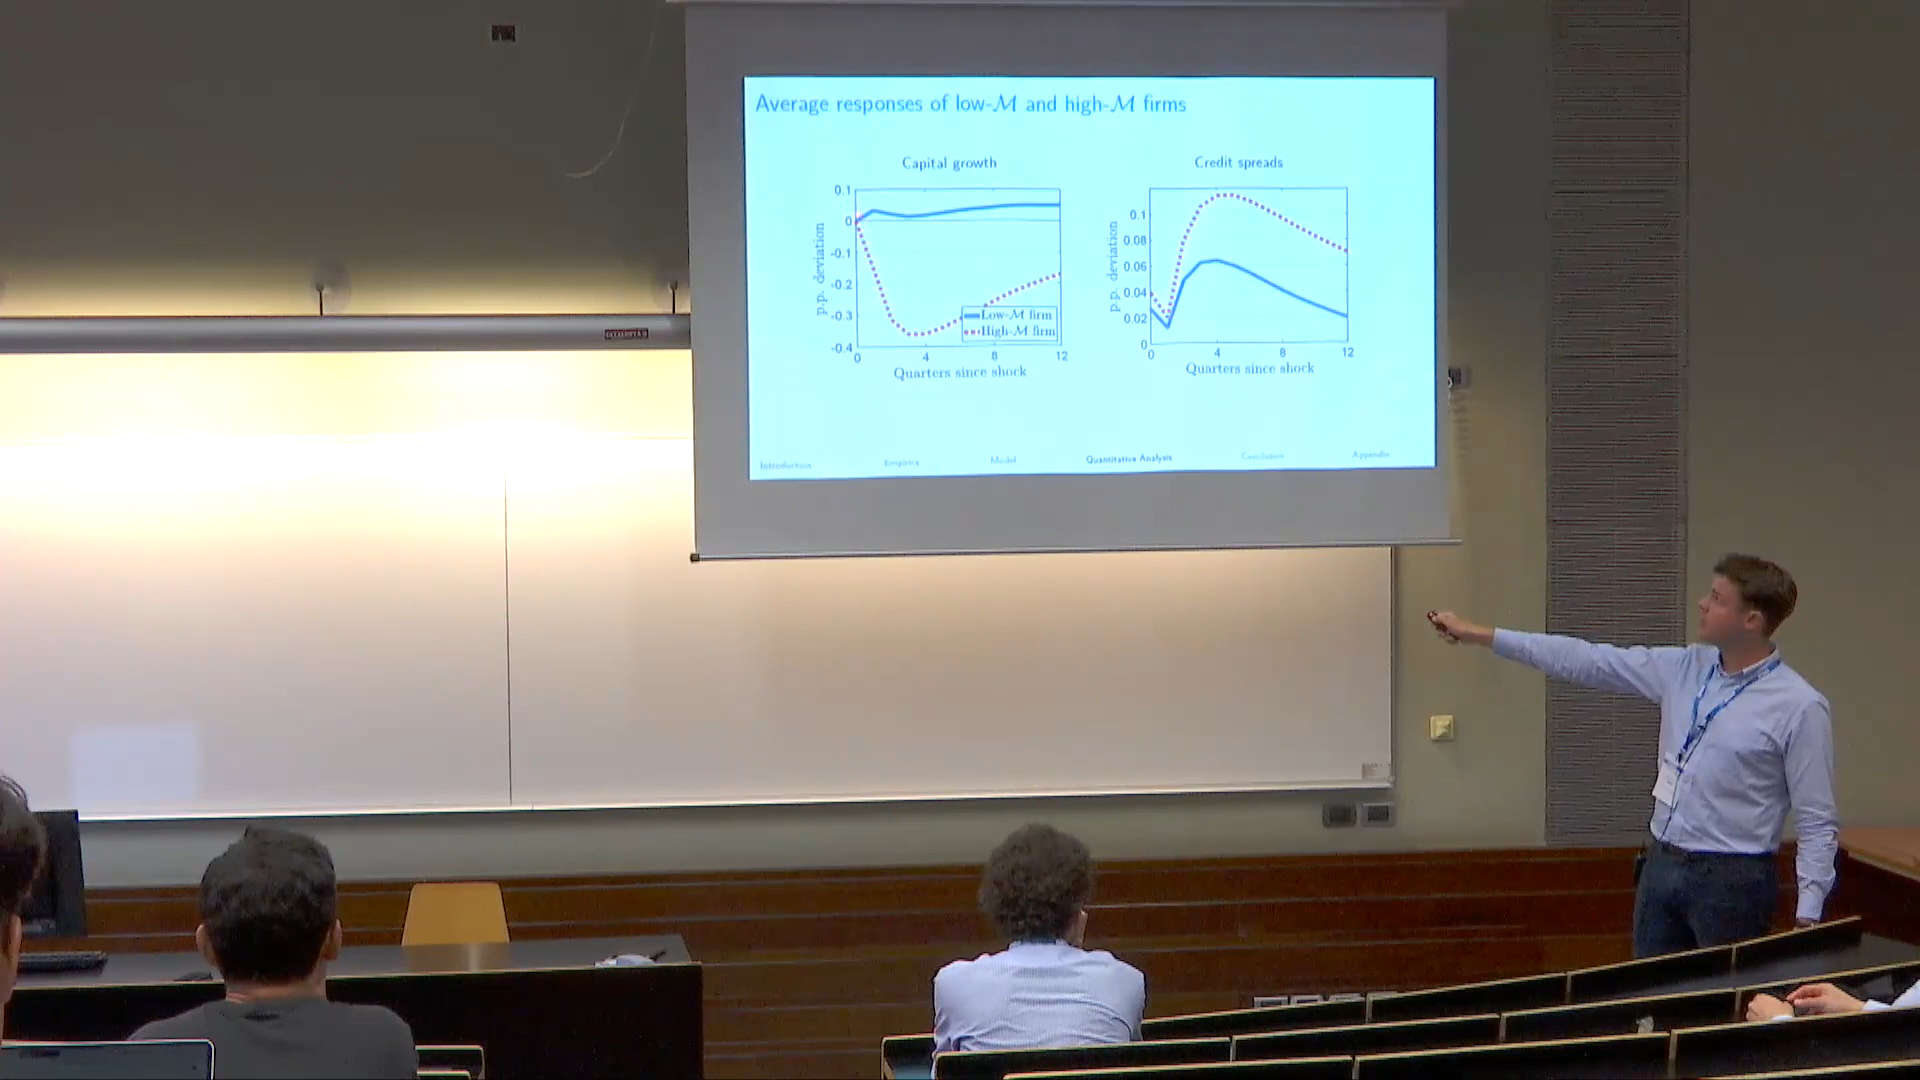 Average responses of low-ℳ and high-ℳ firms
Capital growth
p.p. deviation
0.1
0
-0.1
-0.2
-0.3
-0.4
0 4 8 12
Quarters since shock
Low-ℳ firm
High-ℳ firm
Credit spreads
p.p. deviation
0.1
0.08
0.06
0.04
0.02
0
0 4 8 12
Quarters since shock
Introduction Empirics Model Quantitative Analysis Conclusion Appendix